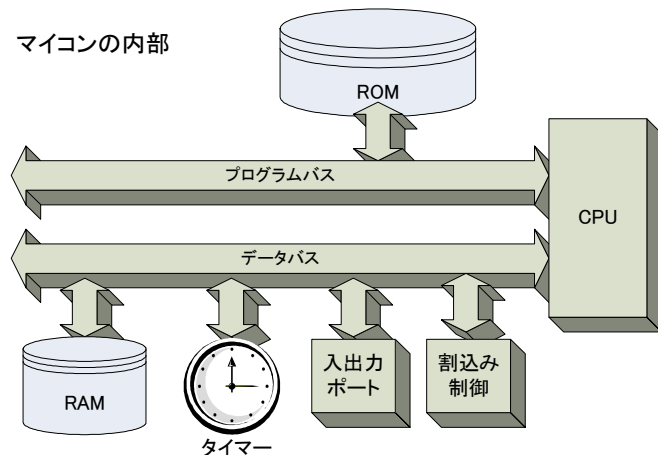 マイコンの内部
ROM
プログラムバス
CPU
データバス
RAM
タイマー
入出力
ポート
割込み
制御